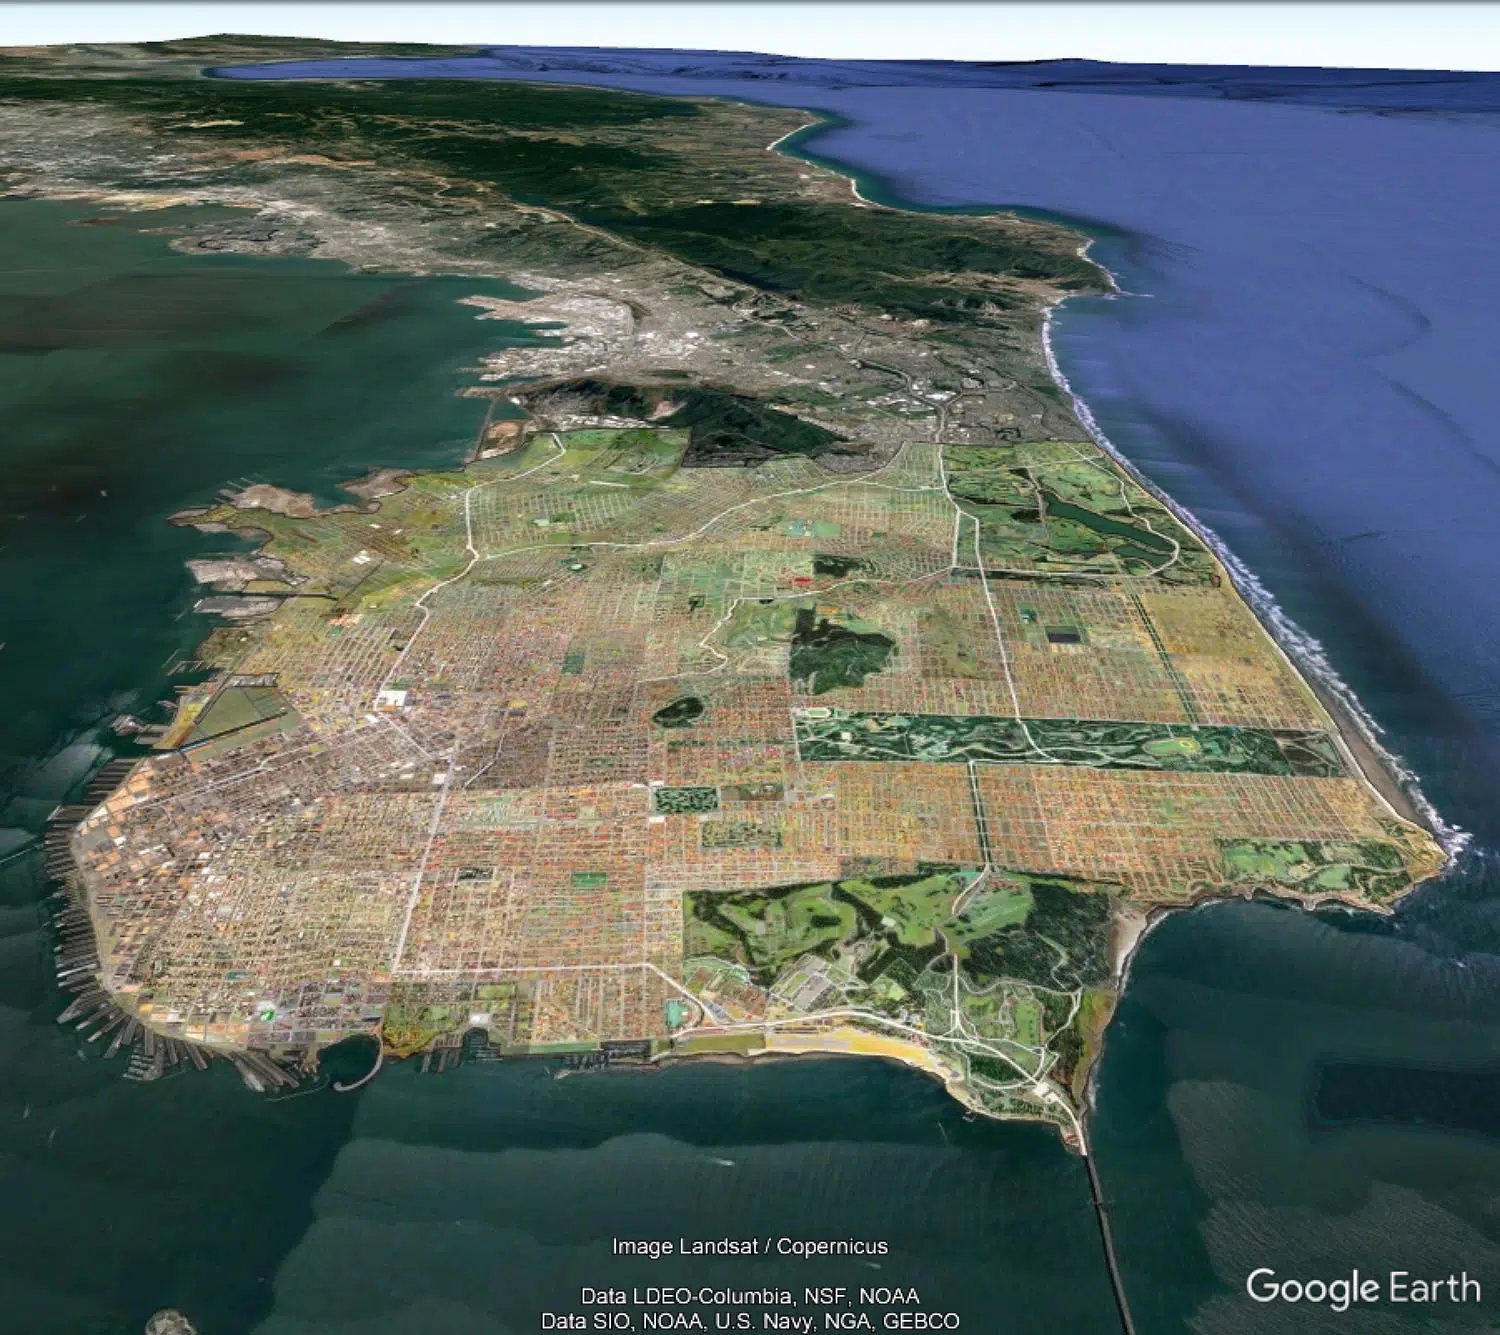 Image Landsat / Copernicus
Data LDEO-Columbia, NSF, NOAA
Data SIO, NOAA, U.S. Navy, NGA, GEBCO
Google Earth